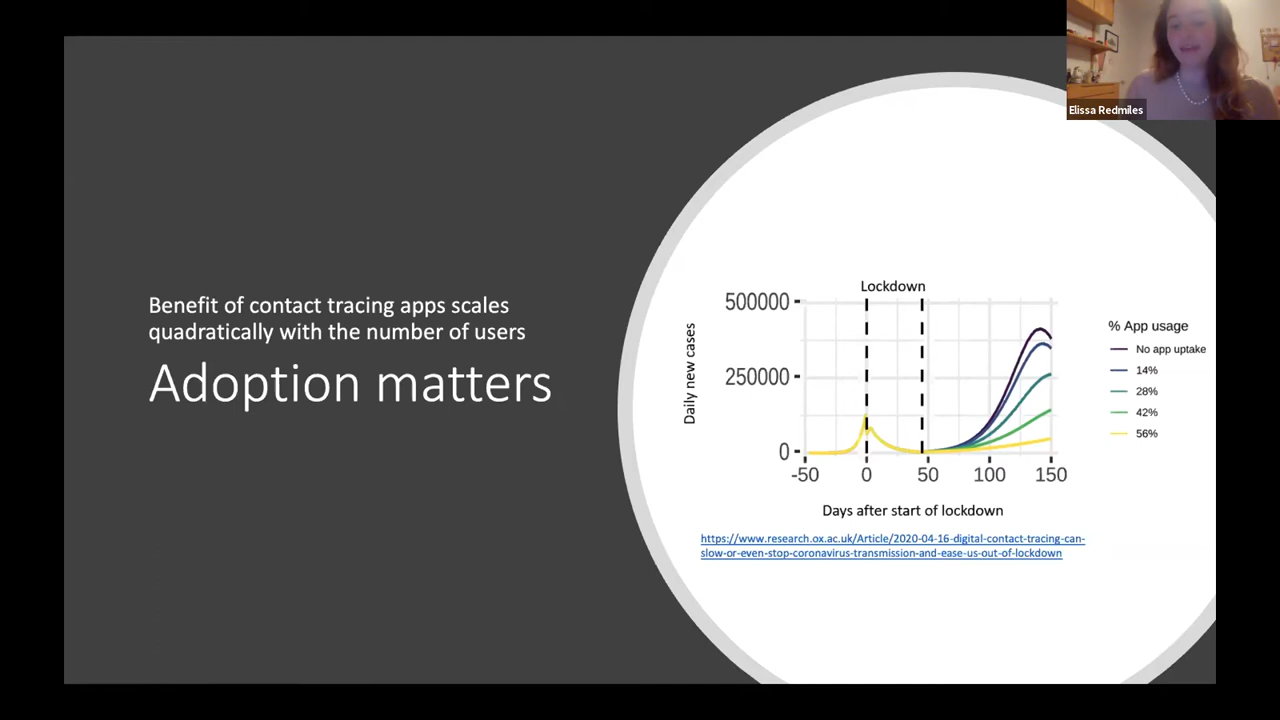 Elissa Redmiles
Benefit of contact tracing apps scales
quadratically with the number of users
Adoption matters
Lockdown
500000
250000
0
Daily new cases
-50 0 50 100 150
Days after start of lockdown
% App usage
No app uptake
14%
28%
42%
56%
https://www.research.ox.ac.uk/Article/2020-04-16-digital-contact-tracing-can-
slow-or-even-stop-coronavirus-transmission-and-ease-us-out-of-lockdown